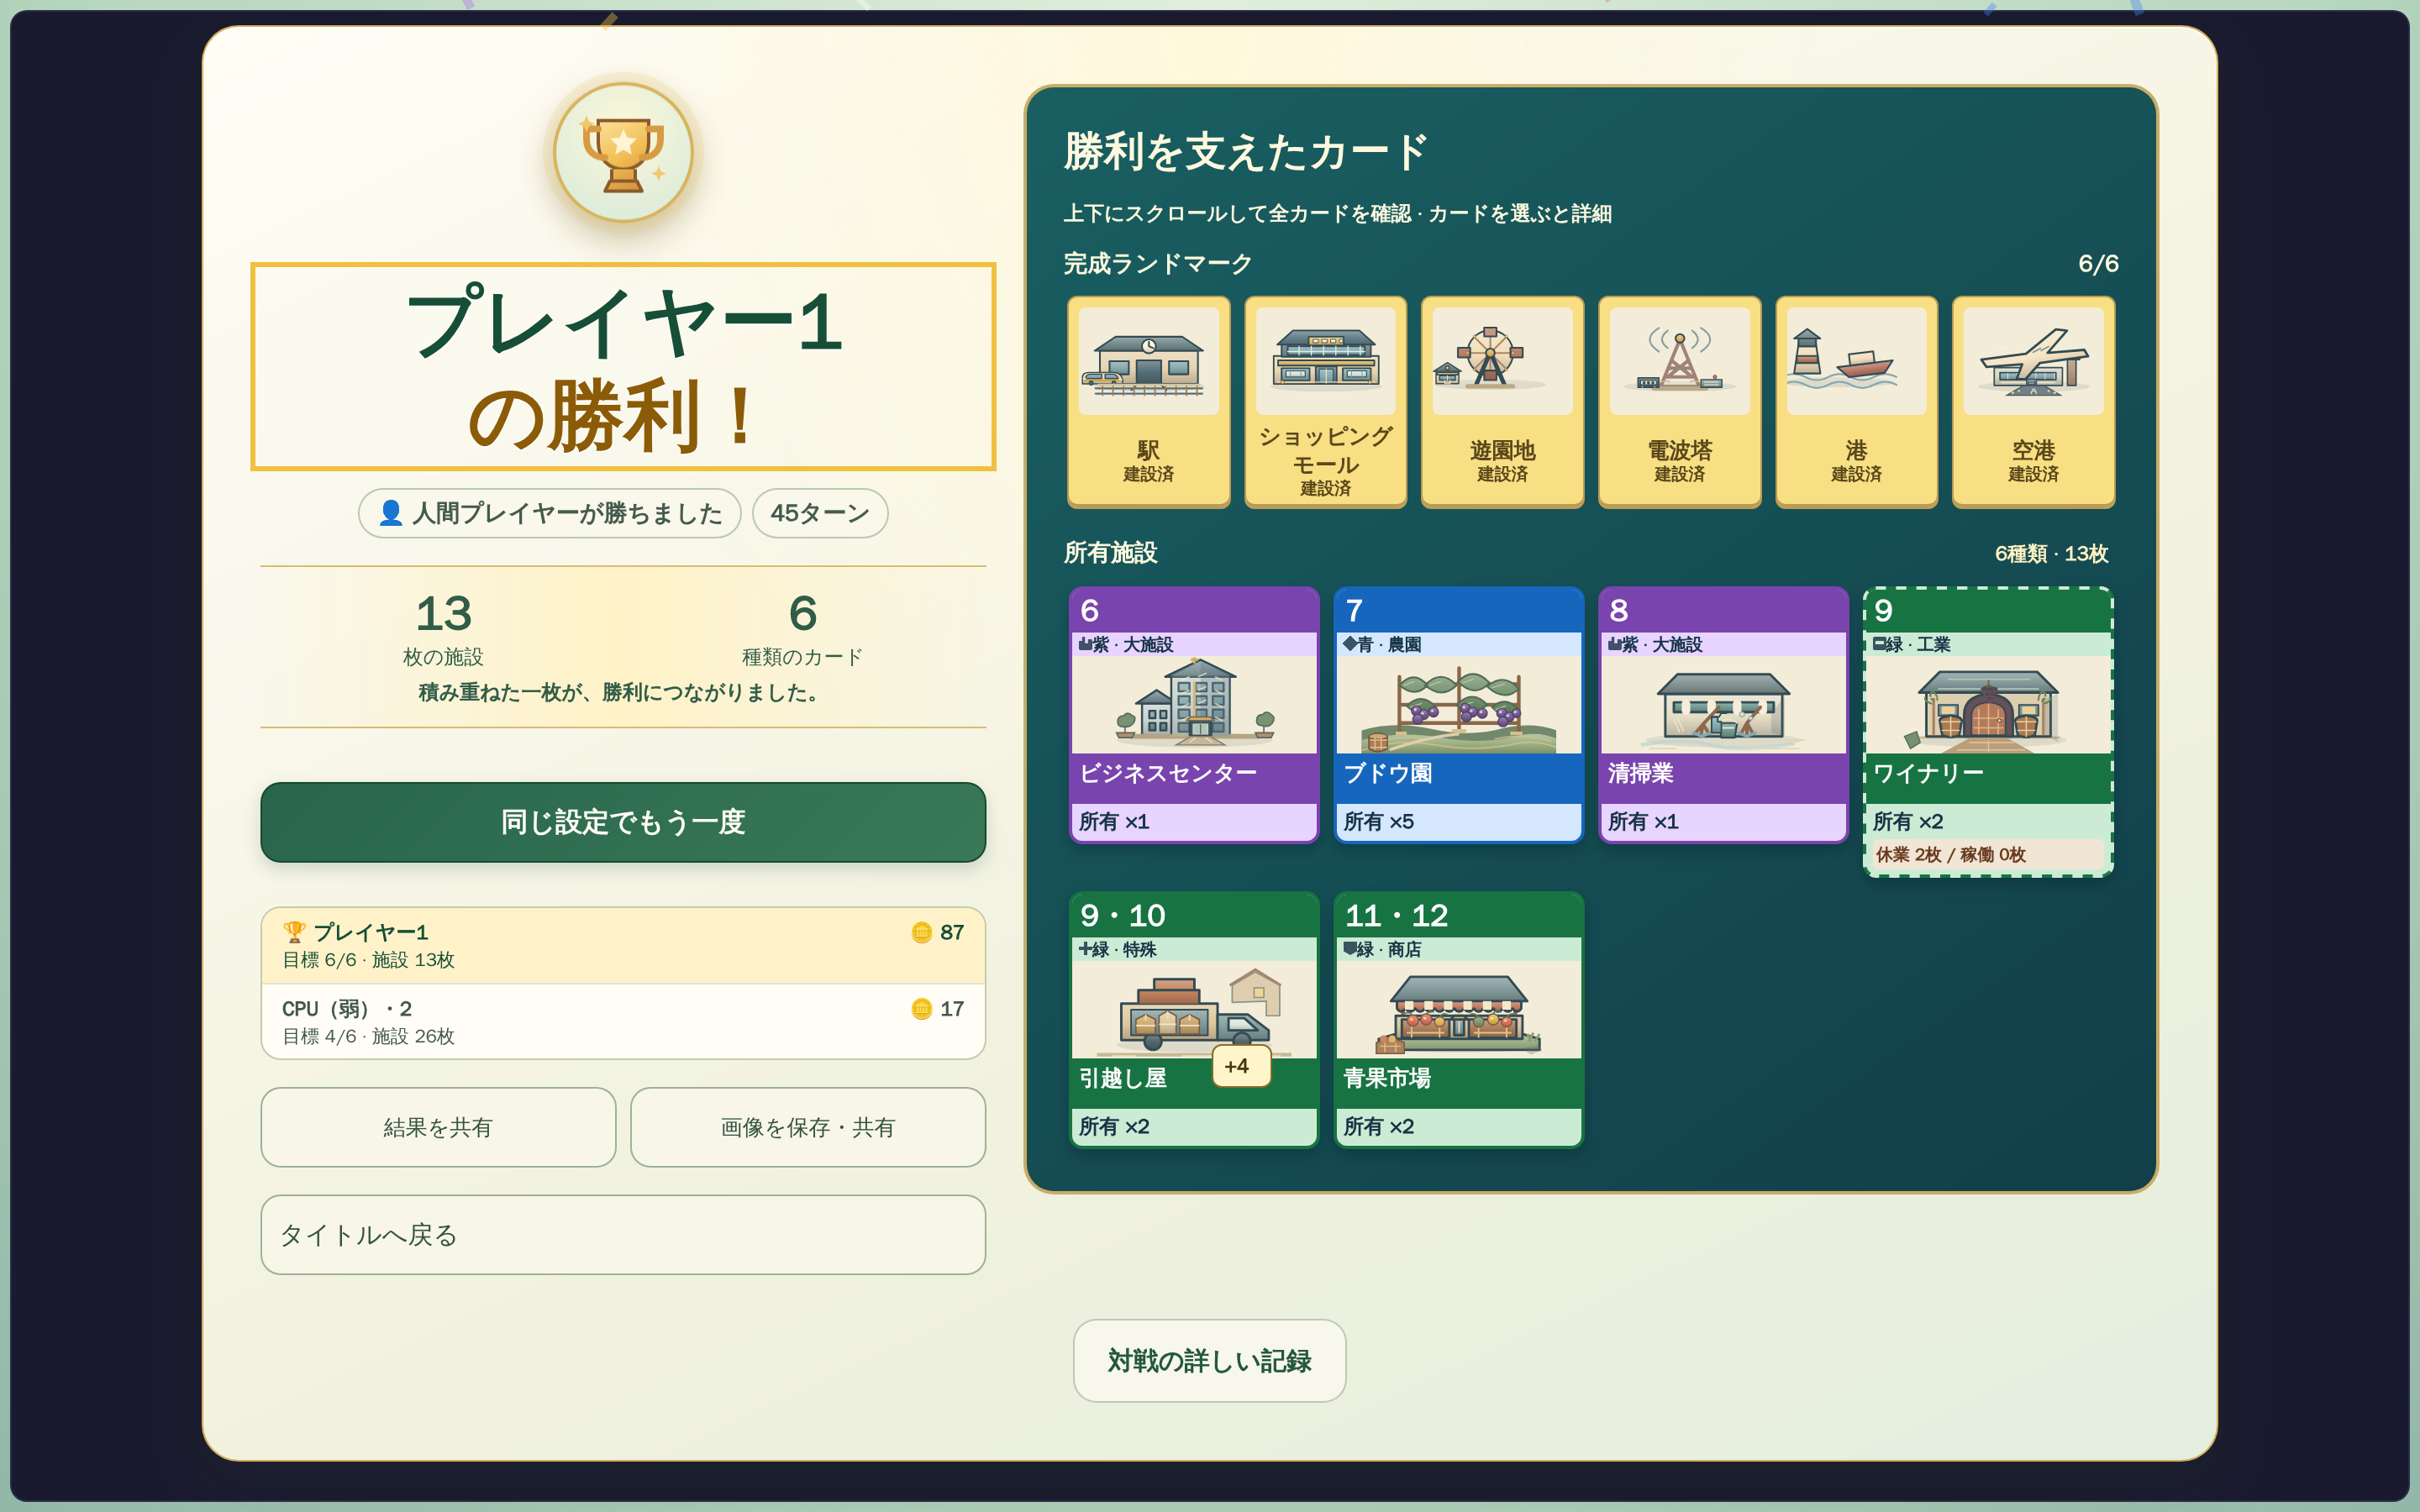 プレイヤー1
の勝利！
👤 人間プレイヤーが勝ちました
45ターン
13
枚の施設
6
種類のカード
積み重ねた一枚が、勝利につながりました。
同じ設定でもう一度
🏆 プレイヤー1
🪙 87
目標 6/6 · 施設 13枚
CPU（弱）・2
🪙 17
目標 4/6 · 施設 26枚
結果を共有
画像を保存・共有
タイトルへ戻る
勝利を支えたカード
上下にスクロールして全カードを確認 · カードを選ぶと詳細
完成ランドマーク
6/6
駅
建設済
ショッピング
モール
建設済
遊園地
建設済
電波塔
建設済
港
建設済
空港
建設済
所有施設
6種類 · 13枚
6
紫 · 大施設
ビジネスセンター
所有 ×1
7
青 · 農園
ブドウ園
所有 ×5
8
紫 · 大施設
清掃業
所有 ×1
9
緑 · 工業
ワイナリー
所有 ×2
休業 2枚 / 稼働 0枚
9・10
緑 · 特殊
+4
引越し屋
所有 ×2
11・12
緑 · 商店
青果市場
所有 ×2
対戦の詳しい記録